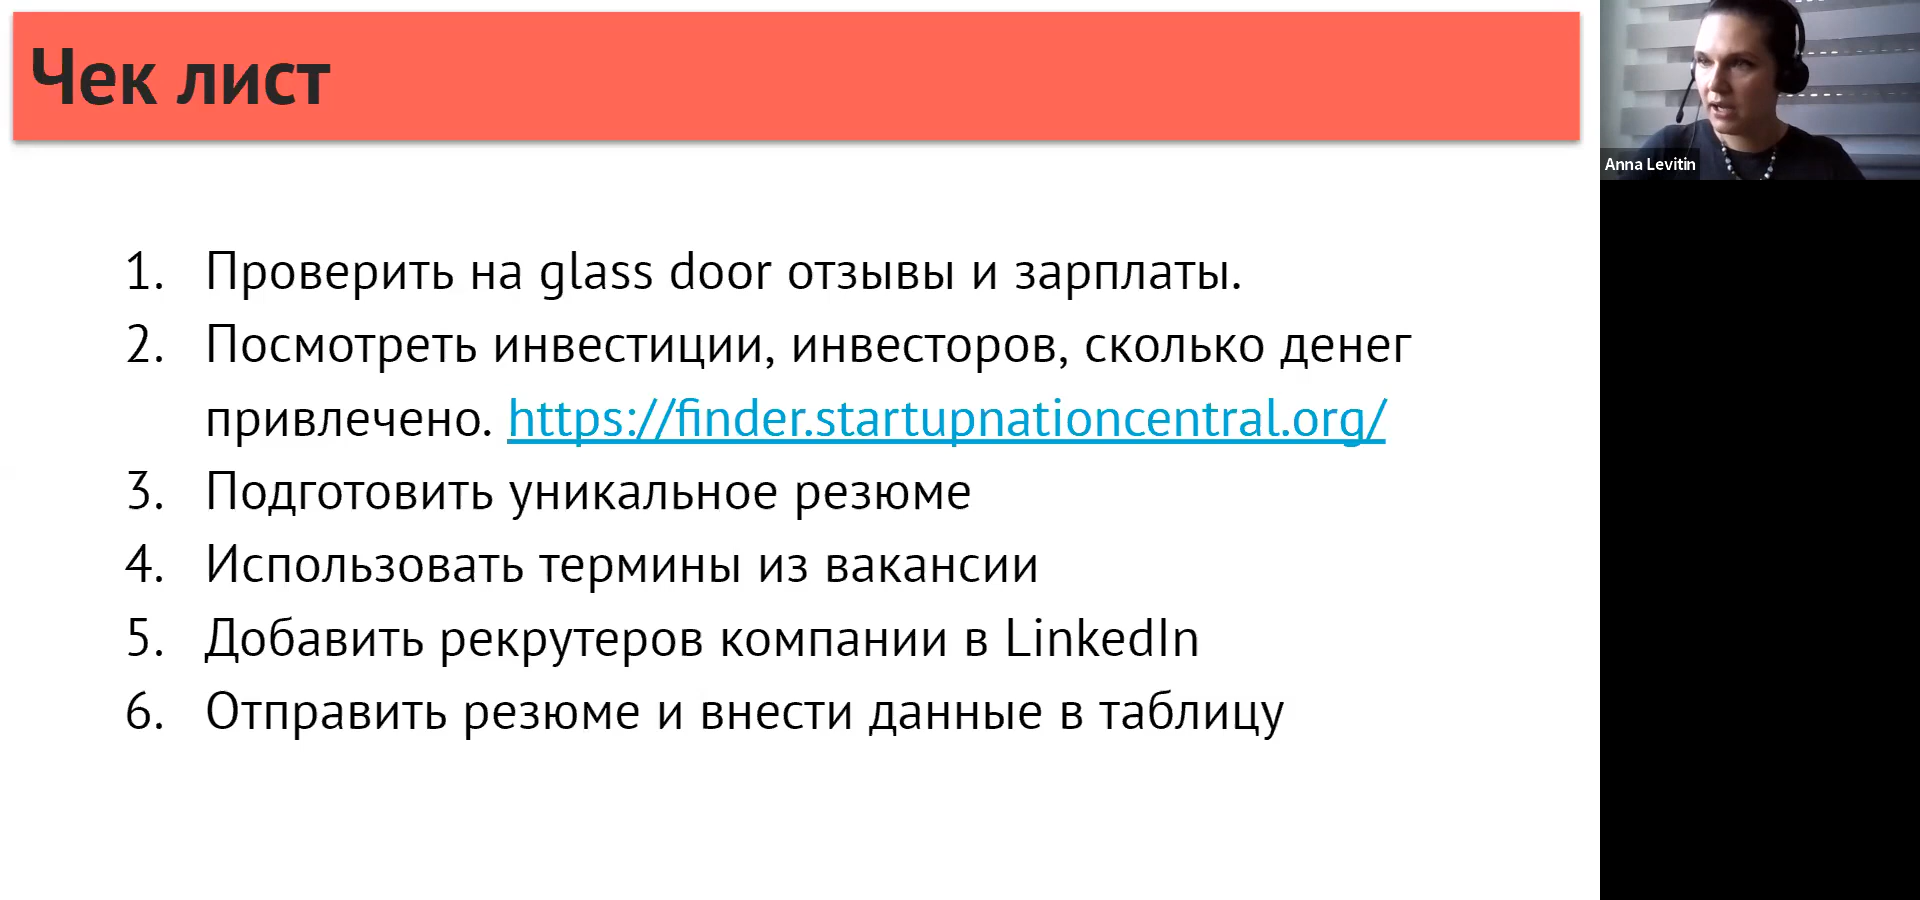 Чек лист
Anna Levitin
1. Проверить на glass door отзывы и зарплаты.
2. Посмотреть инвестиции, инвесторов, сколько денег
привлечено. https://finder.startupnationcentral.org/
3. Подготовить уникальное резюме
4. Использовать термины из вакансии
5. Добавить рекрутеров компании в LinkedIn
6. Отправить резюме и внести данные в таблицу